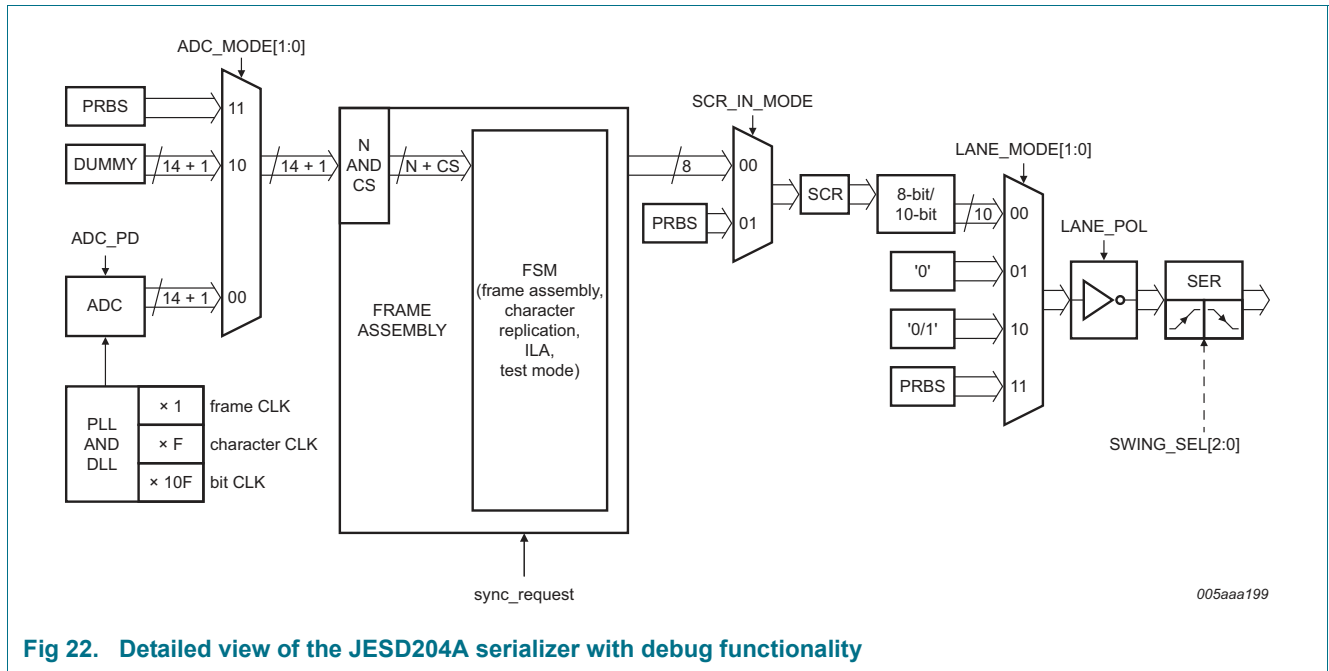 ADC_MODE[1:0]
PRBS
11
DUMMY
14 + 1
10
14 + 1
ADC_PD
ADC
14 + 1
00
PLL
AND
DLL
× 1
frame CLK
× F
character CLK
× 10F
bit CLK
N
AND
CS
N + CS
FRAME
ASSEMBLY
FSM
(frame assembly,
character
replication,
ILA,
test mode)
sync_request
SCR_IN_MODE
8
00
PRBS
01
SCR
8-bit/
10-bit
10
LANE_MODE[1:0]
00
'0'
01
'0/1'
10
PRBS
11
LANE_POL
SER
SWING_SEL[2:0]
005aaa199
Fig 22. Detailed view of the JESD204A serializer with debug functionality